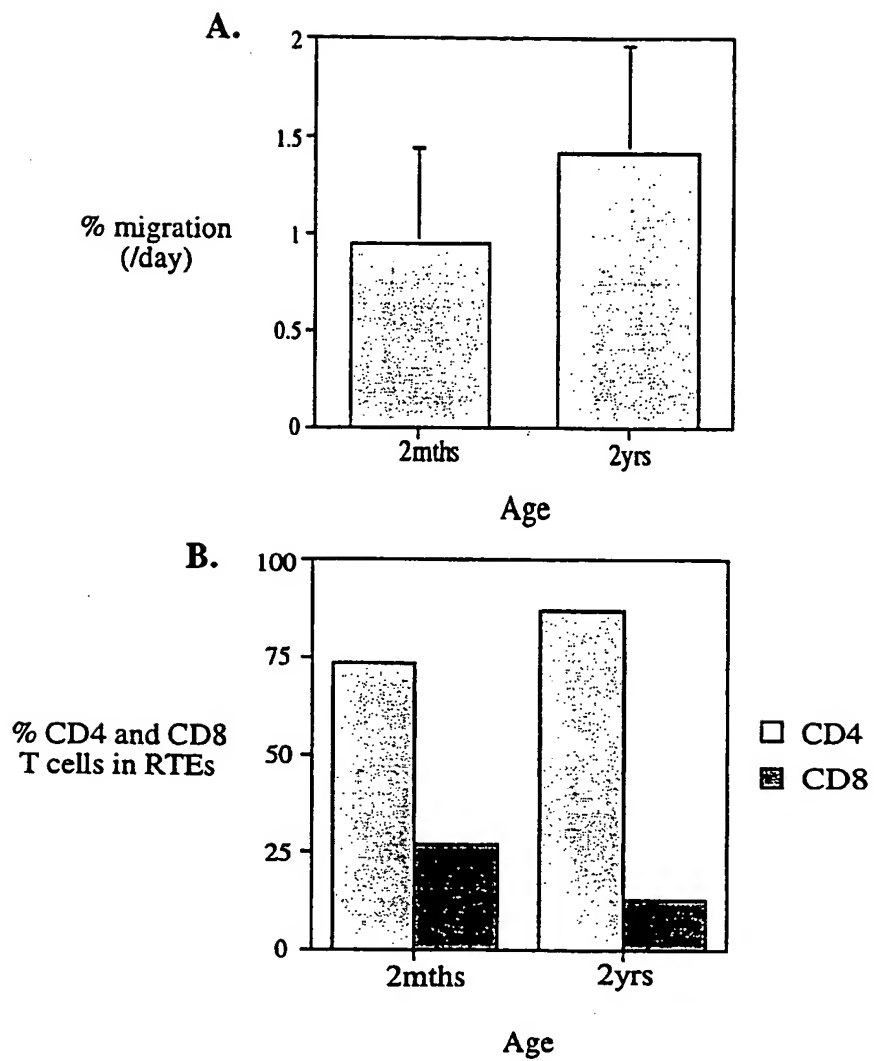 A.
2
1.5
1
0.5
0
% migration
(/day)
2mths
2yrs
Age
B.
100
75
50
25
0
% CD4 and CD8
T cells in RTEs
CD4
CD8
2mths
2yrs
Age